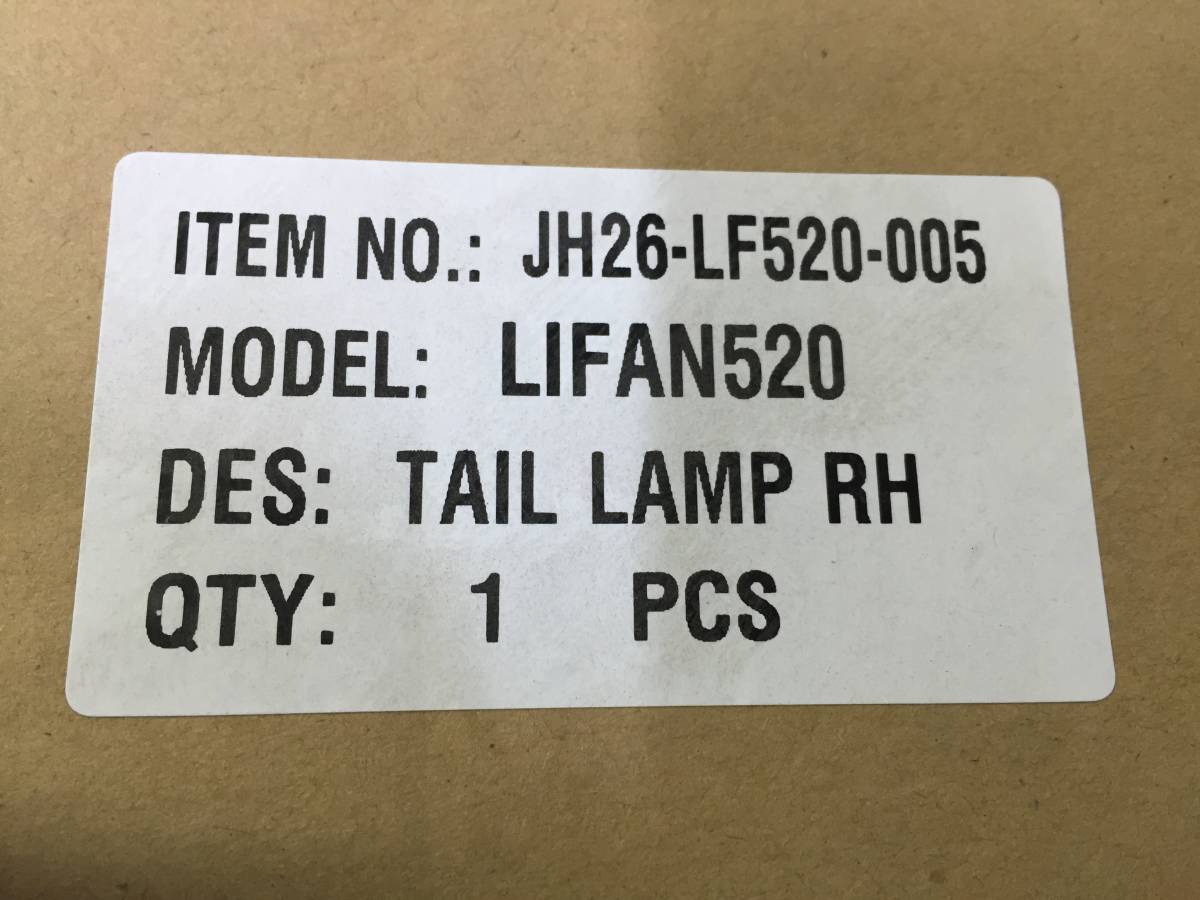 ITEM NO.: JH26-LF520-005
MODEL: LIFAN520
DES: TAIL LAMP RH
QTY: 1 PCS